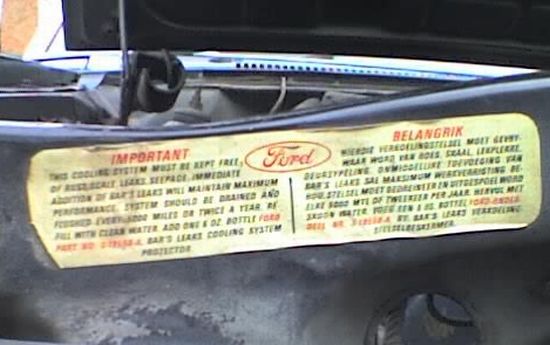 IMPORTANT
THIS COOLING SYSTEM MUST BE KEPT FREE,
OF RUST, SCALE, LEAKS, SEEPAGE. IMMEDIATE
ADDITION OF BAR'S LEAKS WILL MAINTAIN MAXIMUM
PERFORMANCE. SYSTEM SHOULD BE DRAINED AND
FLUSHED EVERY 6000 MILES OR TWICE A YEAR. RE
FILL WITH CLEAN WATER. ADD ONE 6 OZ. BOTTLE FORD
PART NO. BAR'S LEAKS COOLING SYSTEM
PROTECTOR.
Ford
BELANGRIK
HIERDIE VERKOELINGSTELSEL MOET GEVRY-
WAAR WORD VAN ROES, SKAAL, LEKPLEKKE,
DEURSYPELING. ONMIDDELLIKE TOEVOEGING VAN
BAR'S LEAKS SAL MAKSIMUM WERKVERRIGTING BE-
HOU. STELSEL MOET GEDREINEER EN UITGESPOEL WORD
ELKE 6000 MYL OF TWEEKEER PER JAAR. HERVUL MET
SKOON WATER. VOEG EEN 6 OZ. BOTTEL FORD-ONDER-
DEEL NR. BY. BAR'S LEAKS VERKOELING-
STELSELBESKERMER.